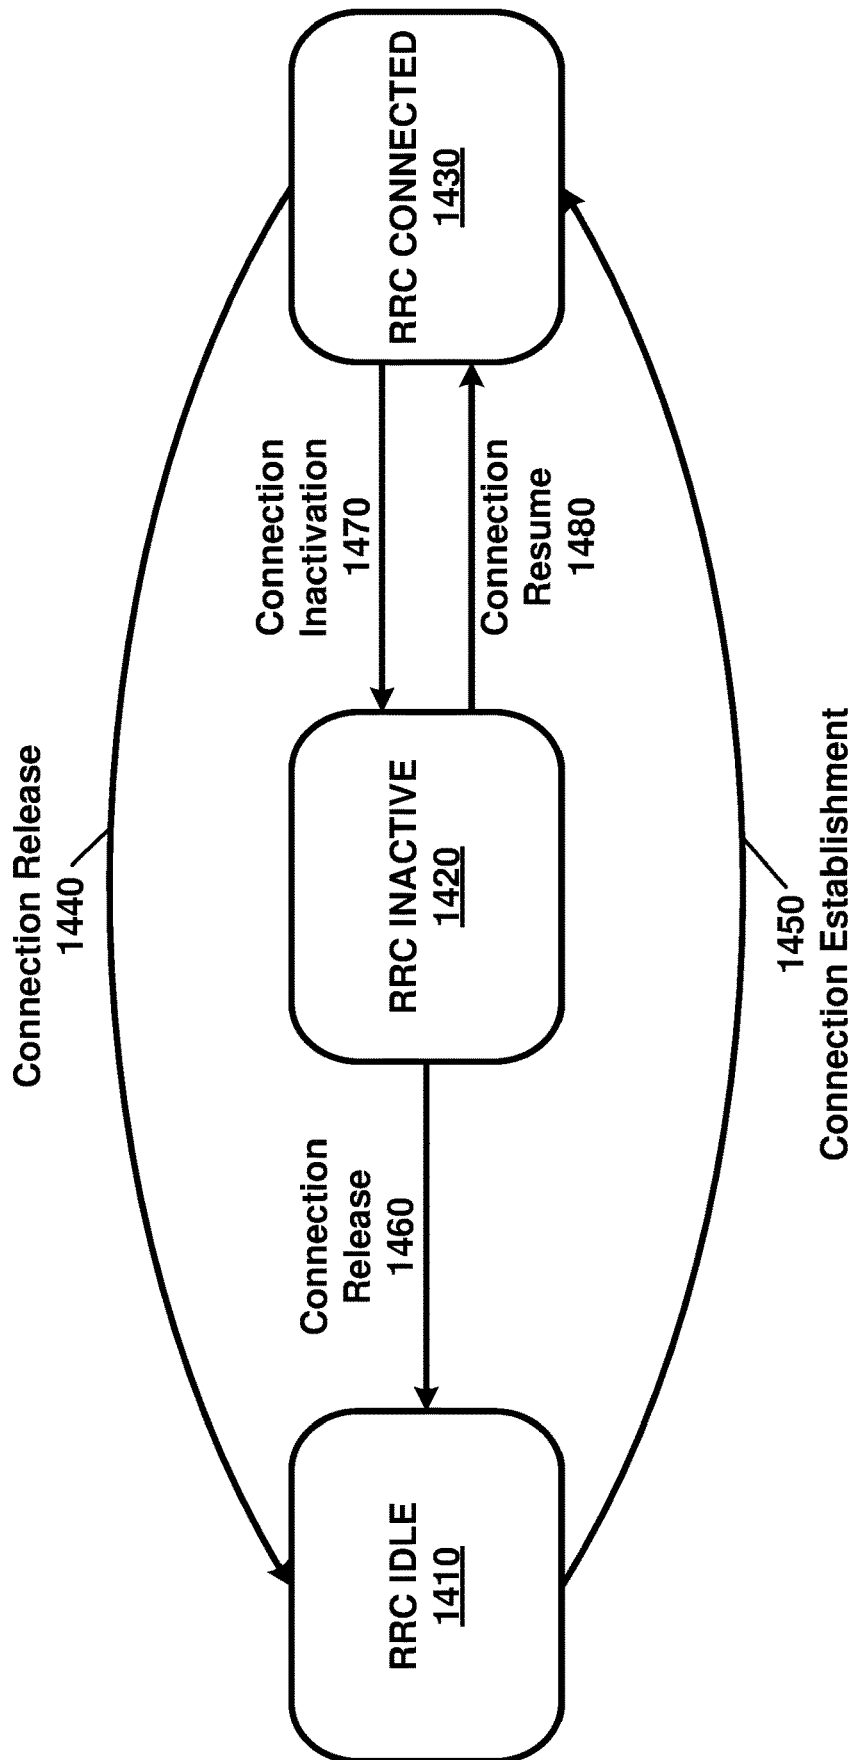 Connection Release
1440
RRC IDLE
1410
Connection
Release
1460
RRC INACTIVE
1420
Connection
Inactivation
1470
Connection
Resume
1480
RRC CONNECTED
1430
1450
Connection Establishment